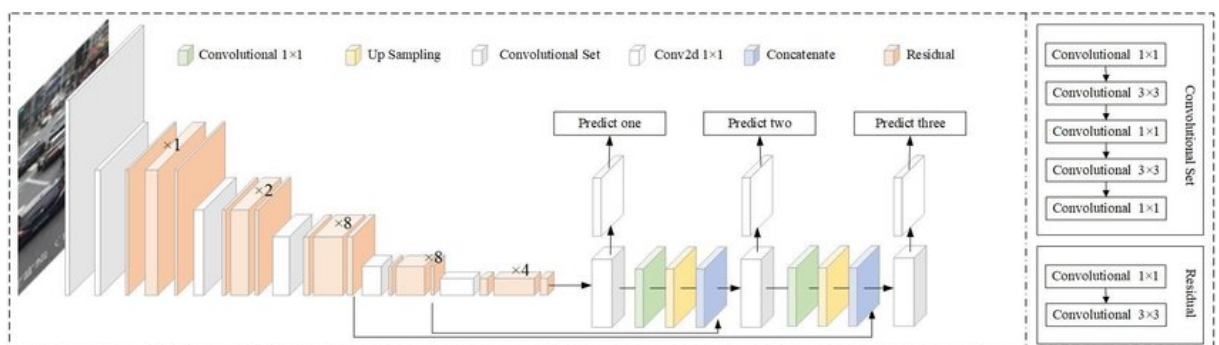 Convolutional 1×1
Up Sampling
Convolutional Set
Conv2d 1×1
Concatenate
Residual
×1
×2
×8
×8
×4
Predict one
Predict two
Predict three
Convolutional 1×1
Convolutional 3×3
Convolutional 1×1
Convolutional 3×3
Convolutional 1×1
Convolutional Set
Convolutional 1×1
Convolutional 3×3
Residual